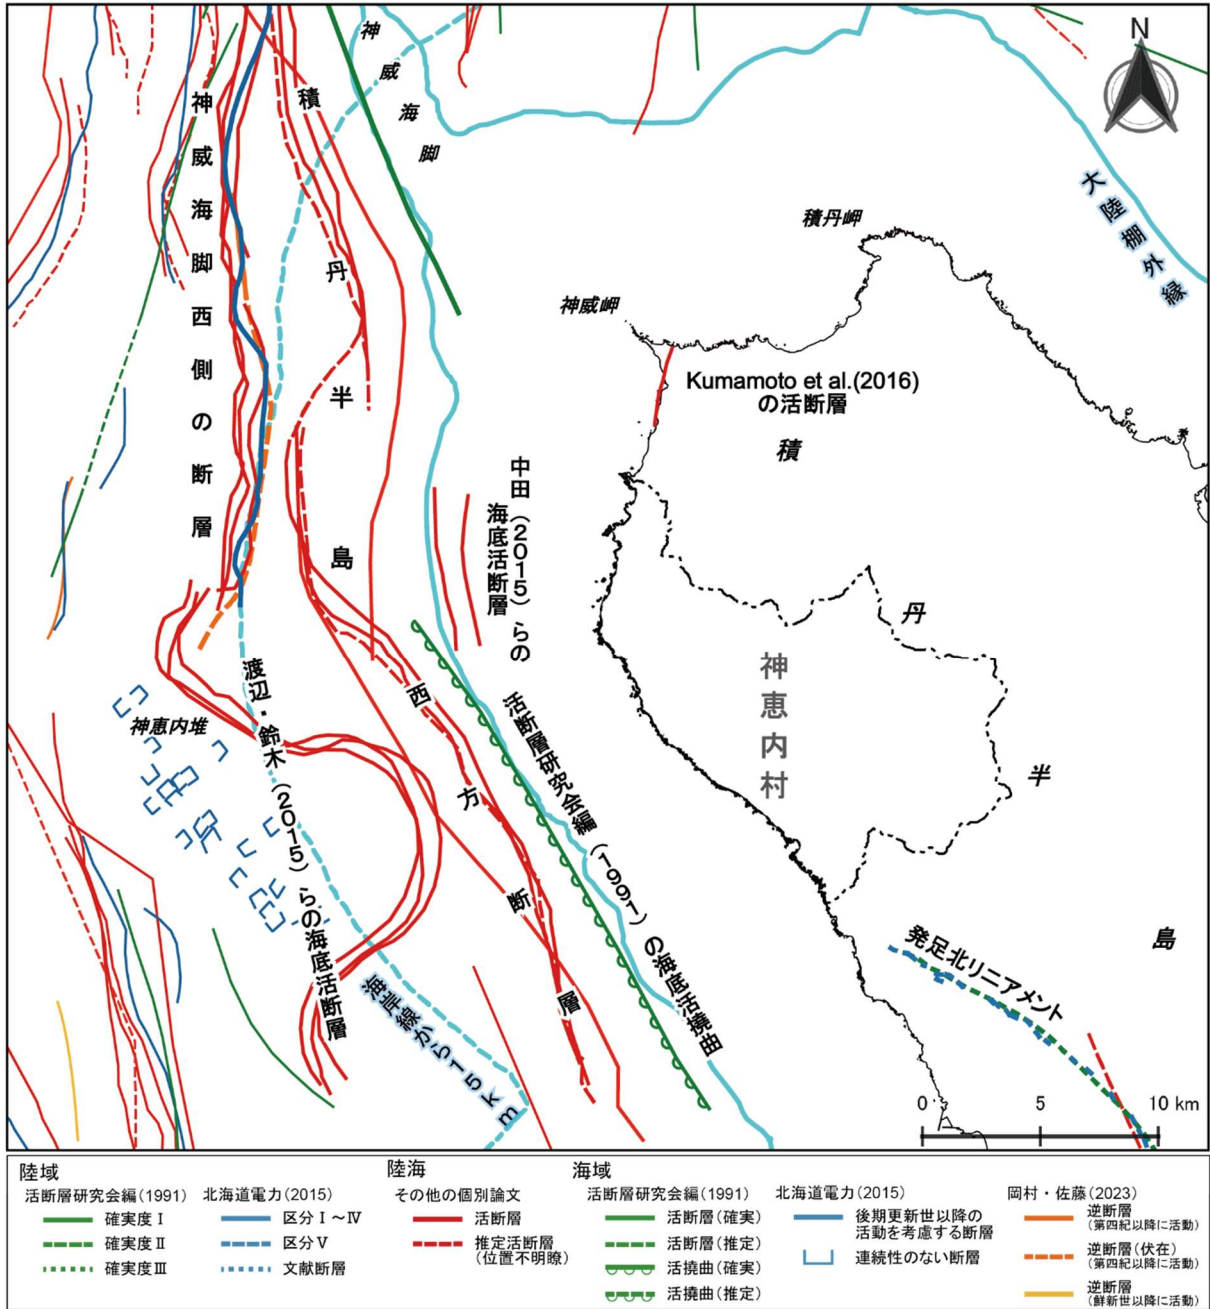 N
神威海脚
積丹半島西方断層
神威海脚西側の断層
大陸棚外縁
積丹岬
神威岬
Kumamoto et al.(2016)
の活断層
積丹半島
中田(2015)らの
海底活断層
神恵内村
渡辺・鈴木(2015)らの海底活断層
神恵内堆
活断層研究会編(1991)の海底活撓曲
発足北リニアメント
海岸線から15km
0 5 10 km
陸域
活断層研究会編(1991)
確実度Ⅰ
確実度Ⅱ
確実度Ⅲ
北海道電力(2015)
区分Ⅰ～Ⅳ
区分Ⅴ
文献断層
陸海
その他の個別論文
活断層
推定活断層
(位置不明瞭)
海域
活断層研究会編(1991)
活断層(確実)
活断層(推定)
活撓曲(確実)
活撓曲(推定)
北海道電力(2015)
後期更新世以降の
活動を考慮する断層
連続性のない断層
岡村・佐藤(2023)
逆断層
(第四紀以降に活動)
逆断層(伏在)
(第四紀以降に活動)
逆断層
(鮮新世以降に活動)